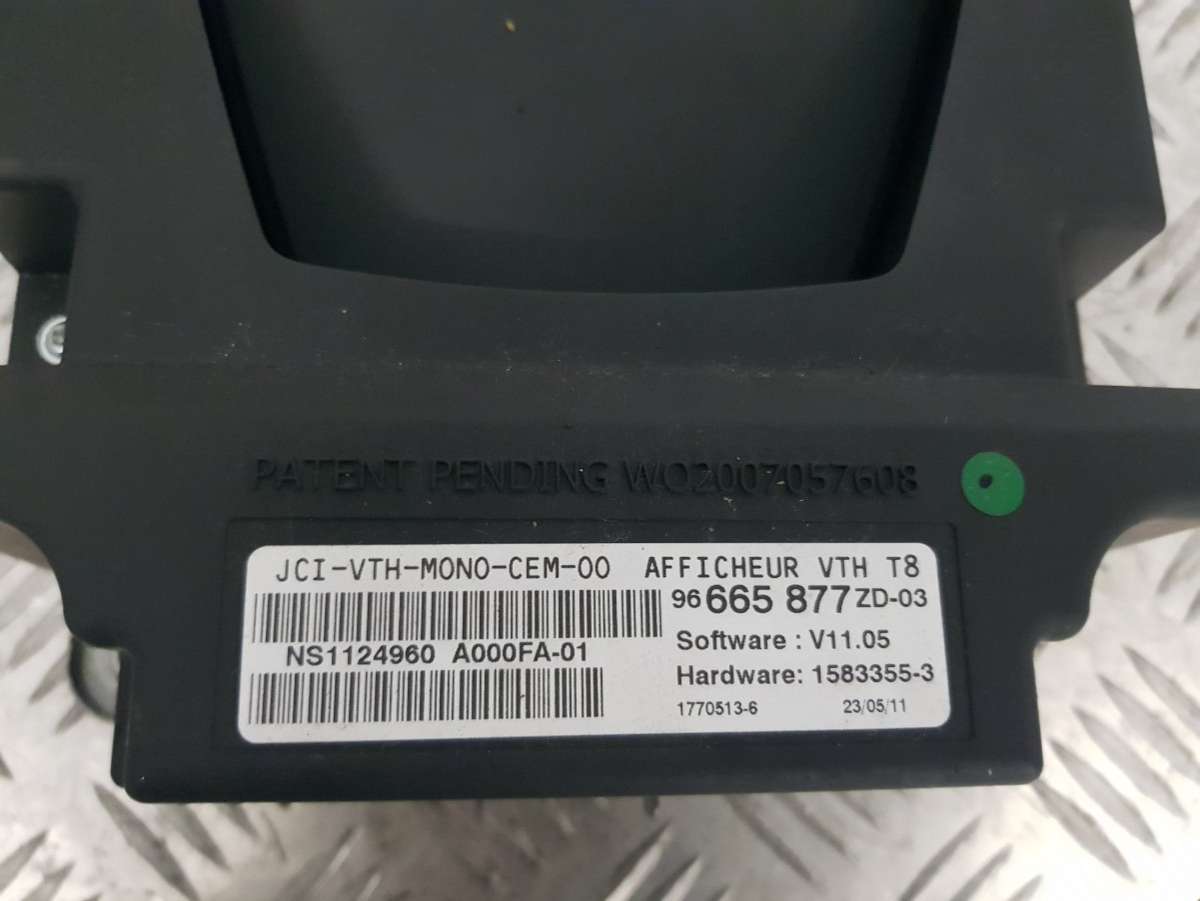 PATENT PENDING WO2007057608
JCI-VTH-MONO-CEM-00 AFFICHEUR VTH T8
96 665 877 ZD-03
Software : V11.05
NS1124960 A000FA-01
Hardware: 1583355-3
1770513-6 23/05/11